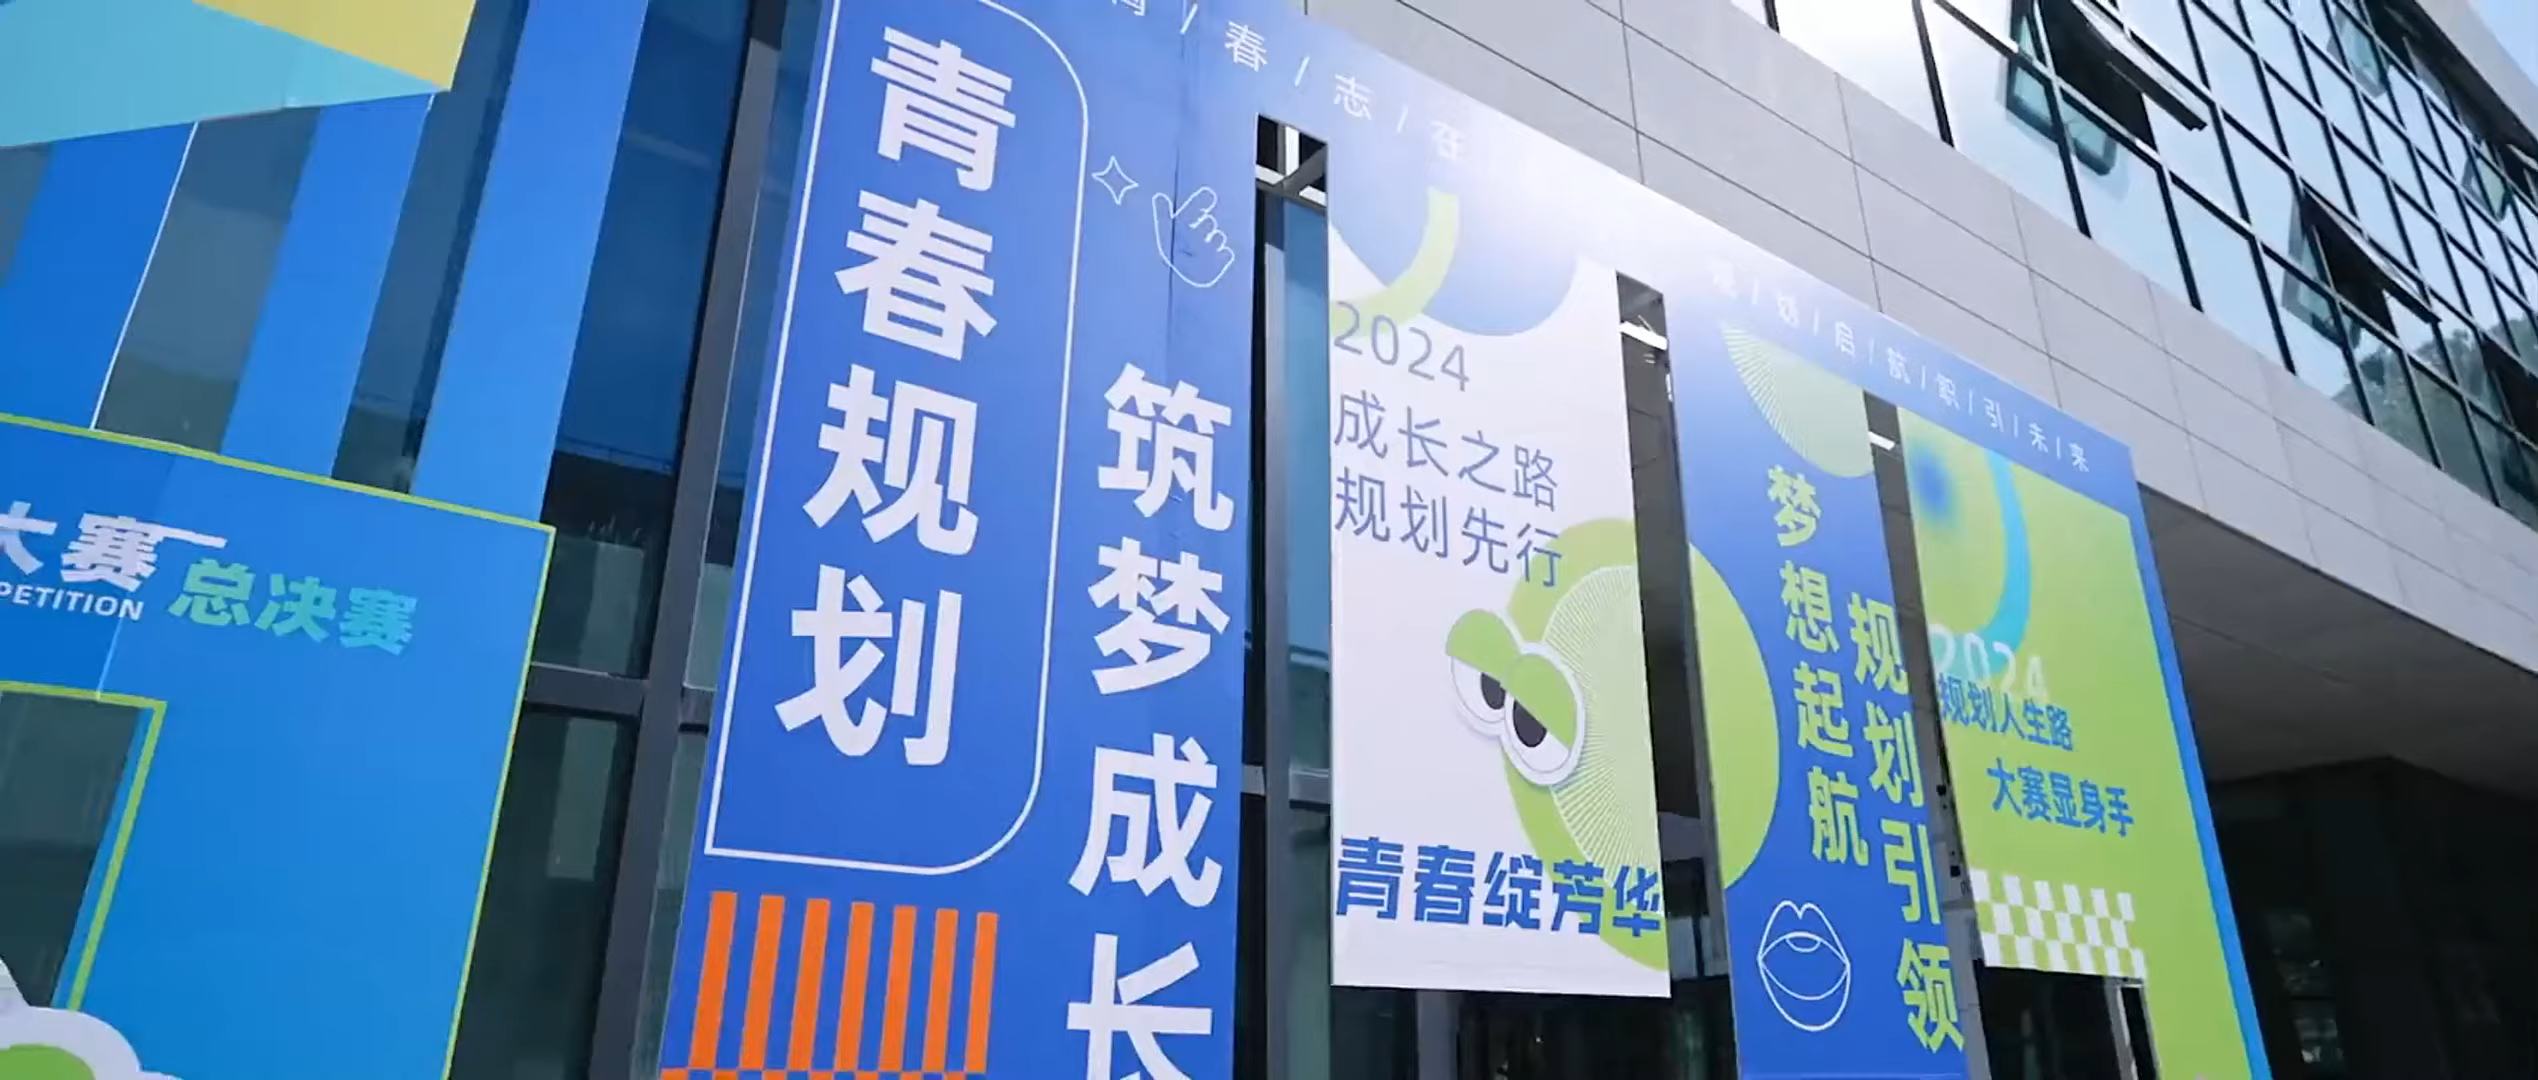 大赛
PETITION
总决赛
青春规划
筑梦成长
春/志/在
2024
成长之路
规划先行
青春绽芳华
启/航/职/引/未/来
梦想起航
规划引领
2024
规划人生路
大赛显身手